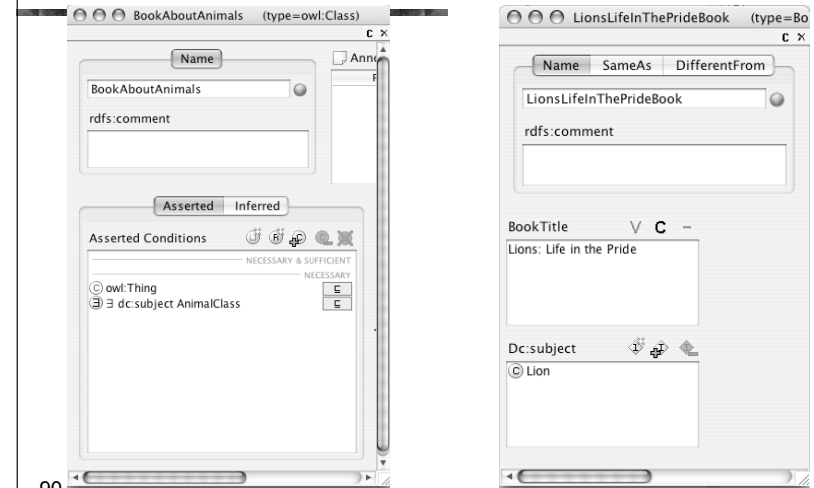 BookAboutAnimals (type=owl:Class)
C ×
Name
Anno
BookAboutAnimals
rdfs:comment
Asserted Inferred
Asserted Conditions
NECESSARY & SUFFICIENT
NECESSARY
C owl:Thing ⊑
∃ ∃ dc:subject AnimalClass ⊑
LionsLifeInThePrideBook (type=Bo
C ×
Name SameAs DifferentFrom
LionsLifeInThePrideBook
rdfs:comment
BookTitle V C –
Lions: Life in the Pride
Dc:subject
C Lion
90